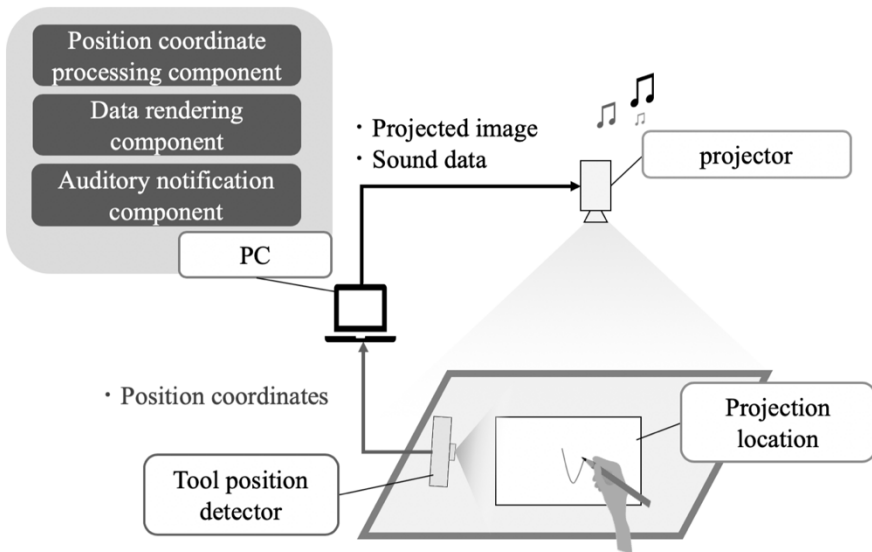 Position coordinate
processing component
Data rendering
component
Auditory notification
component
PC
・Projected image
・Sound data
projector
・Position coordinates
Tool position
detector
Projection
location